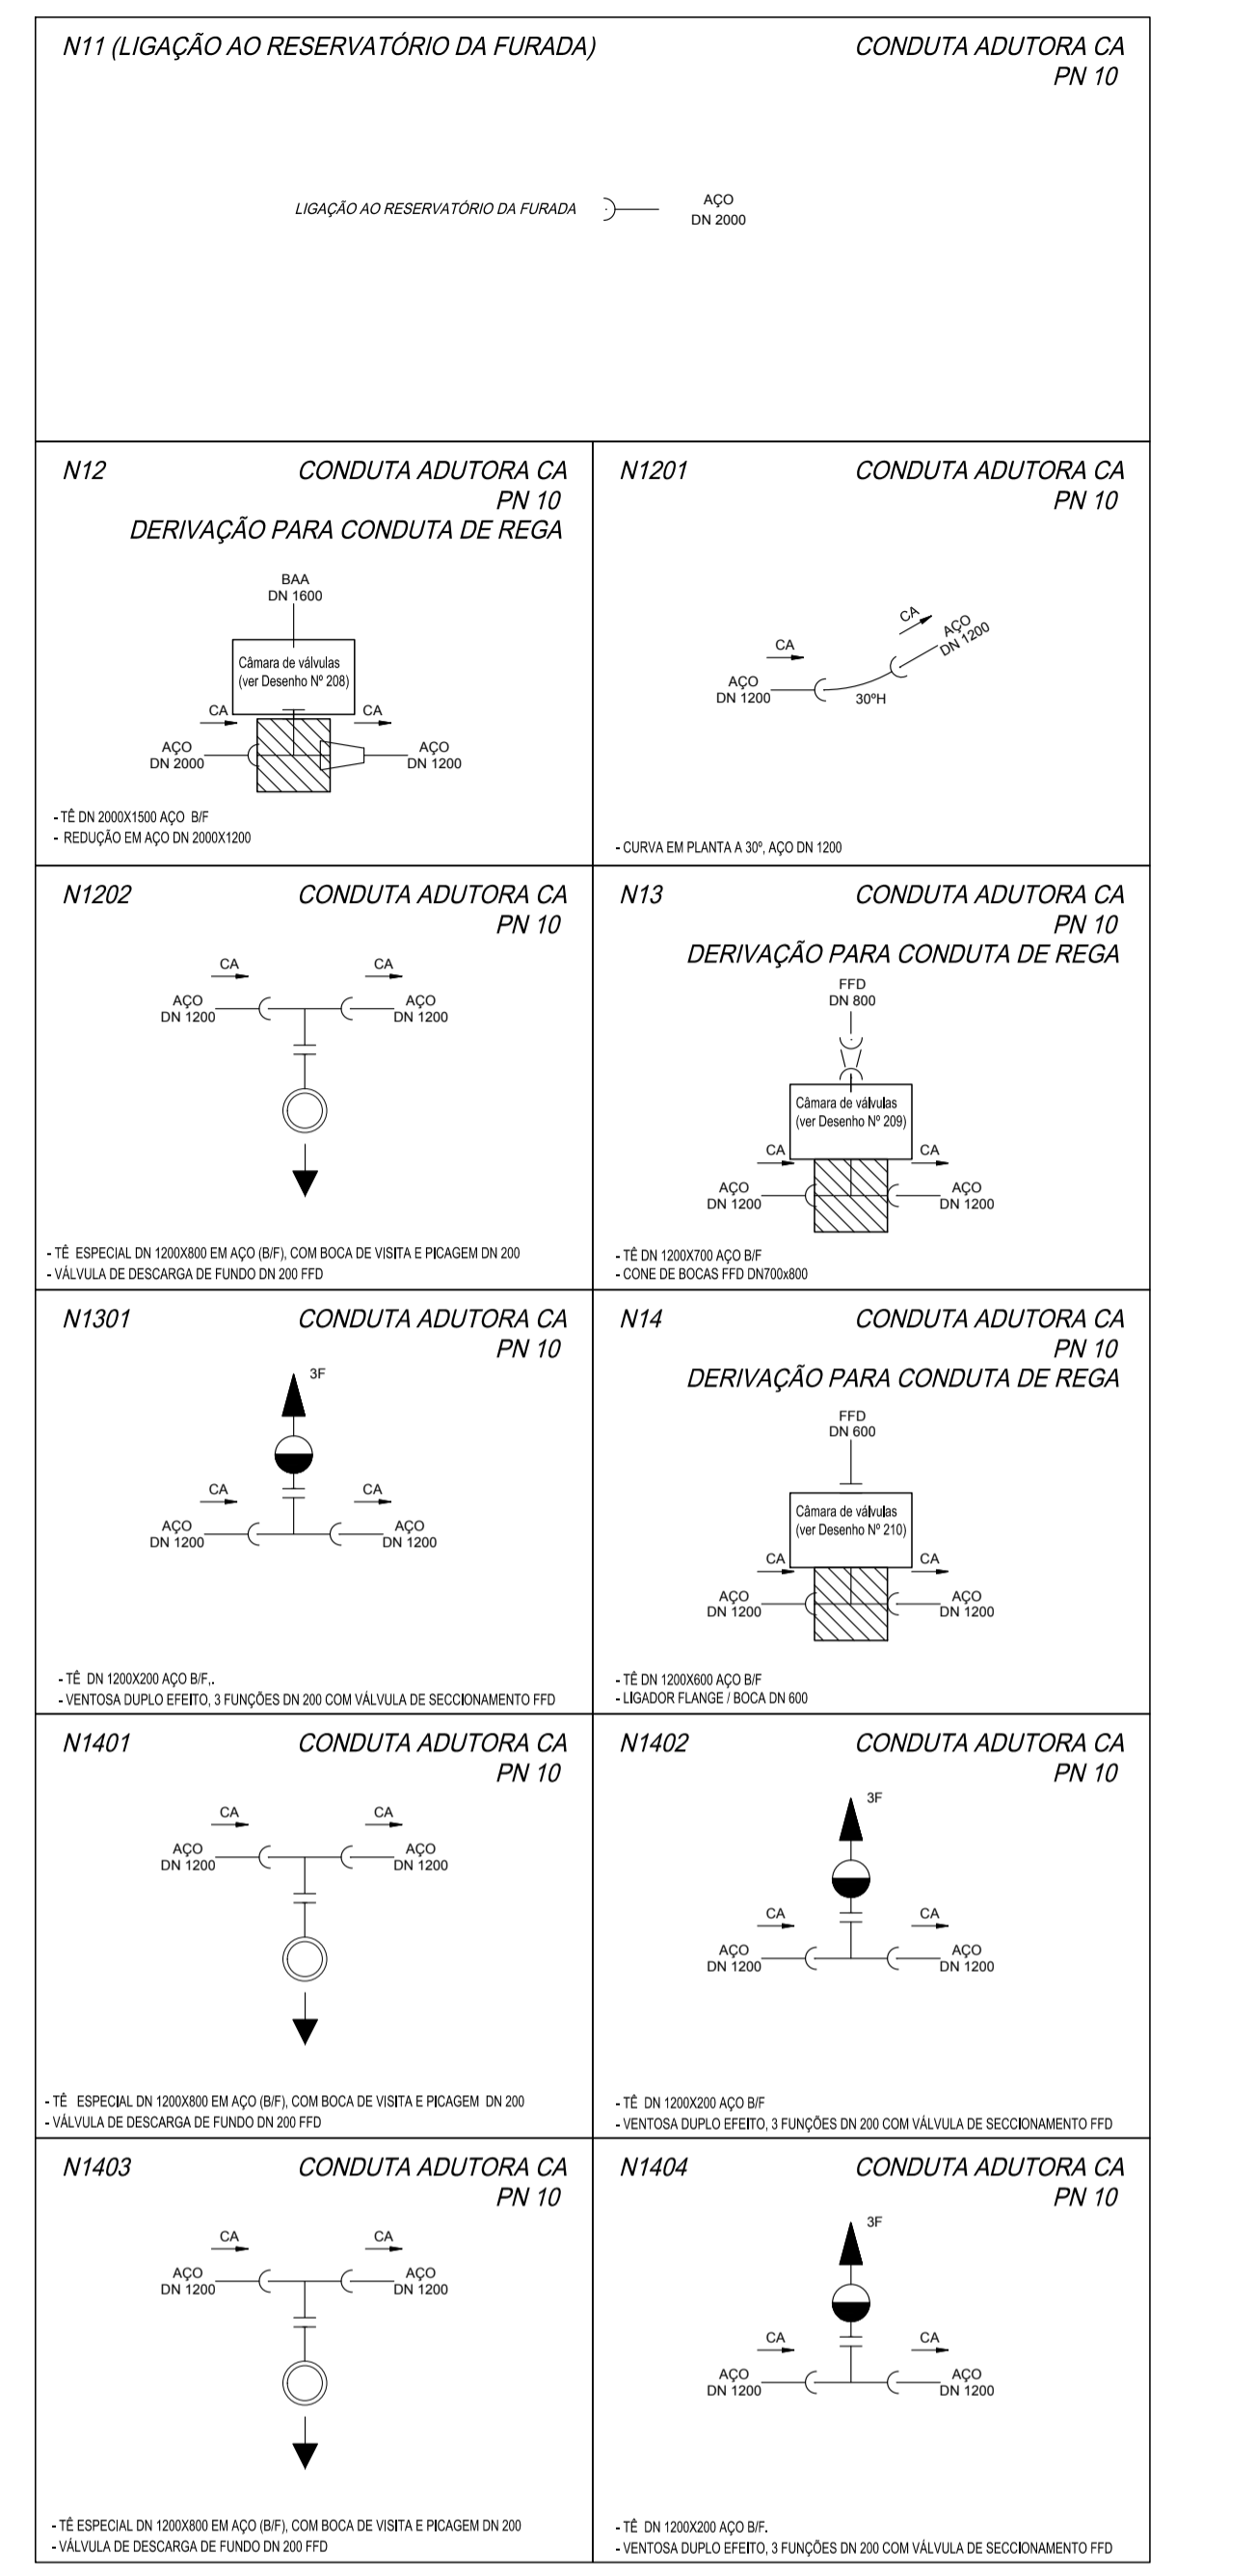 N11 (LIGAÇÃO AO RESERVATÓRIO DA FURADA)
CONDUTA ADUTORA CA
PN 10
LIGAÇÃO AO RESERVATÓRIO DA FURADA
AÇO
DN 2000
N12
CONDUTA ADUTORA CA
PN 10
DERIVAÇÃO PARA CONDUTA DE REGA
BAA
DN 1600
Câmara de válvulas
(ver Desenho Nº 208)
CA
CA
AÇO
DN 2000
AÇO
DN 1200
- TÊ DN 2000X1500 AÇO B/F
- REDUÇÃO EM AÇO DN 2000X1200
N1201
CONDUTA ADUTORA CA
PN 10
CA
CA
AÇO
DN 1200
AÇO
DN 1200
30ºH
- CURVA EM PLANTA A 30º, AÇO DN 1200
N1202
CONDUTA ADUTORA CA
PN 10
CA
CA
AÇO
DN 1200
AÇO
DN 1200
- TÊ ESPECIAL DN 1200X800 EM AÇO (B/F), COM BOCA DE VISITA E PICAGEM DN 200
- VÁLVULA DE DESCARGA DE FUNDO DN 200 FFD
N13
CONDUTA ADUTORA CA
PN 10
DERIVAÇÃO PARA CONDUTA DE REGA
FFD
DN 800
Câmara de válvulas
(ver Desenho Nº 209)
CA
CA
AÇO
DN 1200
AÇO
DN 1200
- TÊ DN 1200X700 AÇO B/F
- CONE DE BOCAS FFD DN700x800
N1301
CONDUTA ADUTORA CA
PN 10
3F
CA
CA
AÇO
DN 1200
AÇO
DN 1200
- TÊ DN 1200X200 AÇO B/F,.
- VENTOSA DUPLO EFEITO, 3 FUNÇÕES DN 200 COM VÁLVULA DE SECCIONAMENTO FFD
N14
CONDUTA ADUTORA CA
PN 10
DERIVAÇÃO PARA CONDUTA DE REGA
FFD
DN 600
Câmara de válvulas
(ver Desenho Nº 210)
CA
CA
AÇO
DN 1200
AÇO
DN 1200
- TÊ DN 1200X600 AÇO B/F
- LIGADOR FLANGE / BOCA DN 600
N1401
CONDUTA ADUTORA CA
PN 10
CA
CA
AÇO
DN 1200
AÇO
DN 1200
- TÊ ESPECIAL DN 1200X800 EM AÇO (B/F), COM BOCA DE VISITA E PICAGEM DN 200
- VÁLVULA DE DESCARGA DE FUNDO DN 200 FFD
N1402
CONDUTA ADUTORA CA
PN 10
3F
CA
CA
AÇO
DN 1200
AÇO
DN 1200
- TÊ DN 1200X200 AÇO B/F
- VENTOSA DUPLO EFEITO, 3 FUNÇÕES DN 200 COM VÁLVULA DE SECCIONAMENTO FFD
N1403
CONDUTA ADUTORA CA
PN 10
CA
CA
AÇO
DN 1200
AÇO
DN 1200
- TÊ ESPECIAL DN 1200X800 EM AÇO (B/F), COM BOCA DE VISITA E PICAGEM DN 200
- VÁLVULA DE DESCARGA DE FUNDO DN 200 FFD
N1404
CONDUTA ADUTORA CA
PN 10
3F
CA
CA
AÇO
DN 1200
AÇO
DN 1200
- TÊ DN 1200X200 AÇO B/F.
- VENTOSA DUPLO EFEITO, 3 FUNÇÕES DN 200 COM VÁLVULA DE SECCIONAMENTO FFD